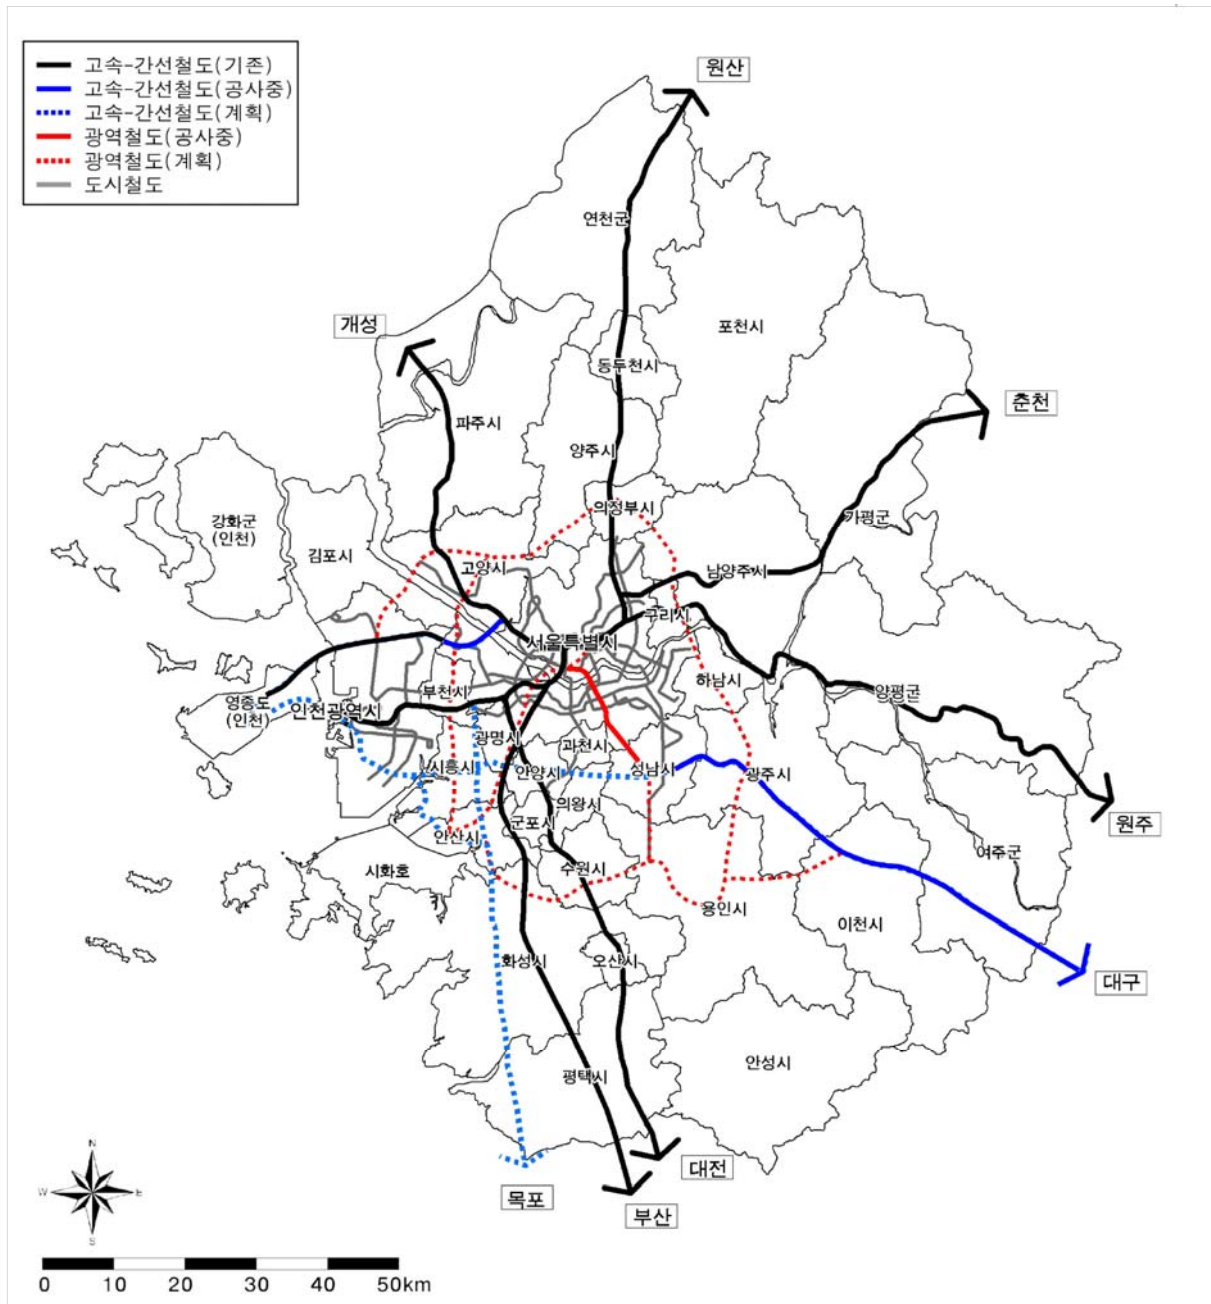 고속-간선철도(기존)
고속-간선철도(공사중)
고속-간선철도(계획)
광역철도(공사중)
광역철도(계획)
도시철도
원산
연천군
개성
포천시
동두천시
춘천
파주시
양주시
의정부시
강화군
(인천)
김포시
가평군
고양시
남양주시
구리시
서울특별시
하남시
부천시
양평군
영종도
(인천)
인천광역시
광명시
과천시
시흥시
안양시
성남시
광주시
의왕시
원주
군포시
안산시
여주군
시화호
수원시
용인시
이천시
화성시
오산시
대구
안성시
평택시
대전
목포
부산
N
W
E
S
0 10 20 30 40 50km